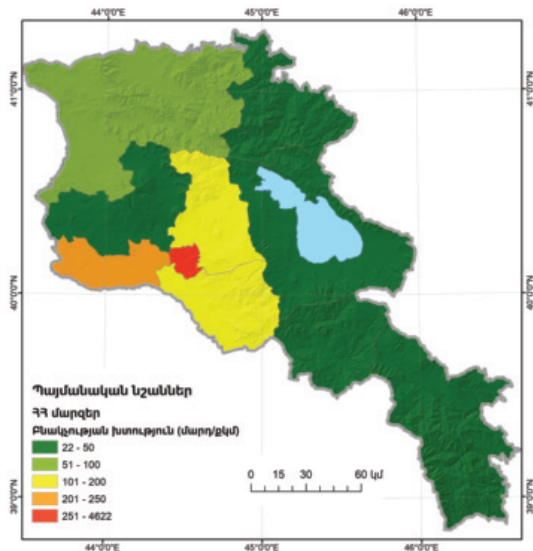 44°0'0"E 45°0'0"E 46°0'0"E
41°0'0"N 41°0'0"N
40°0'0"N 40°0'0"N
39°0'0"N 39°0'0"N
Պայմանական նշաններ
ՀՀ մարզեր
Բնակչության խտություն (մարդ/քկմ)
22 - 50
51 - 100
101 - 200
201 - 250
251 - 4622
0 15 30 60 կմ
44°0'0"E 45°0'0"E 46°0'0"E